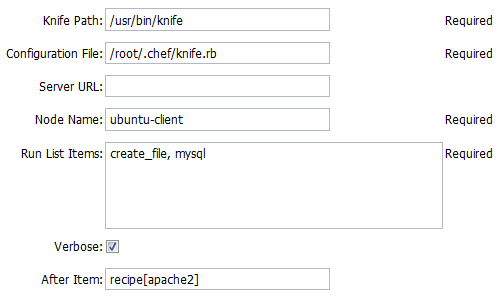 Knife Path: /usr/bin/knife Required
Configuration File: /root/.chef/knife.rb Required
Server URL:
Node Name: ubuntu-client Required
Run List Items: create_file, mysql Required
Verbose:
After Item: recipe[apache2]